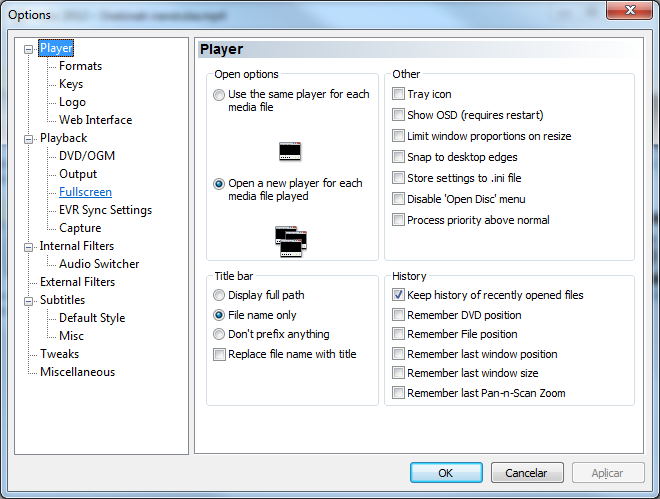 Options
Player
Formats
Keys
Logo
Web Interface
Playback
DVD/OGM
Output
Fullscreen
EVR Sync Settings
Capture
Internal Filters
Audio Switcher
External Filters
Subtitles
Default Style
Misc
Tweaks
Miscellaneous
Player
Open options
Use the same player for each
media file
Open a new player for each
media file played
Other
Tray icon
Show OSD (requires restart)
Limit window proportions on resize
Snap to desktop edges
Store settings to .ini file
Disable 'Open Disc' menu
Process priority above normal
Title bar
Display full path
File name only
Don't prefix anything
Replace file name with title
History
Keep history of recently opened files
Remember DVD position
Remember File position
Remember last window position
Remember last window size
Remember last Pan-n-Scan Zoom
OK
Cancelar
Aplicar